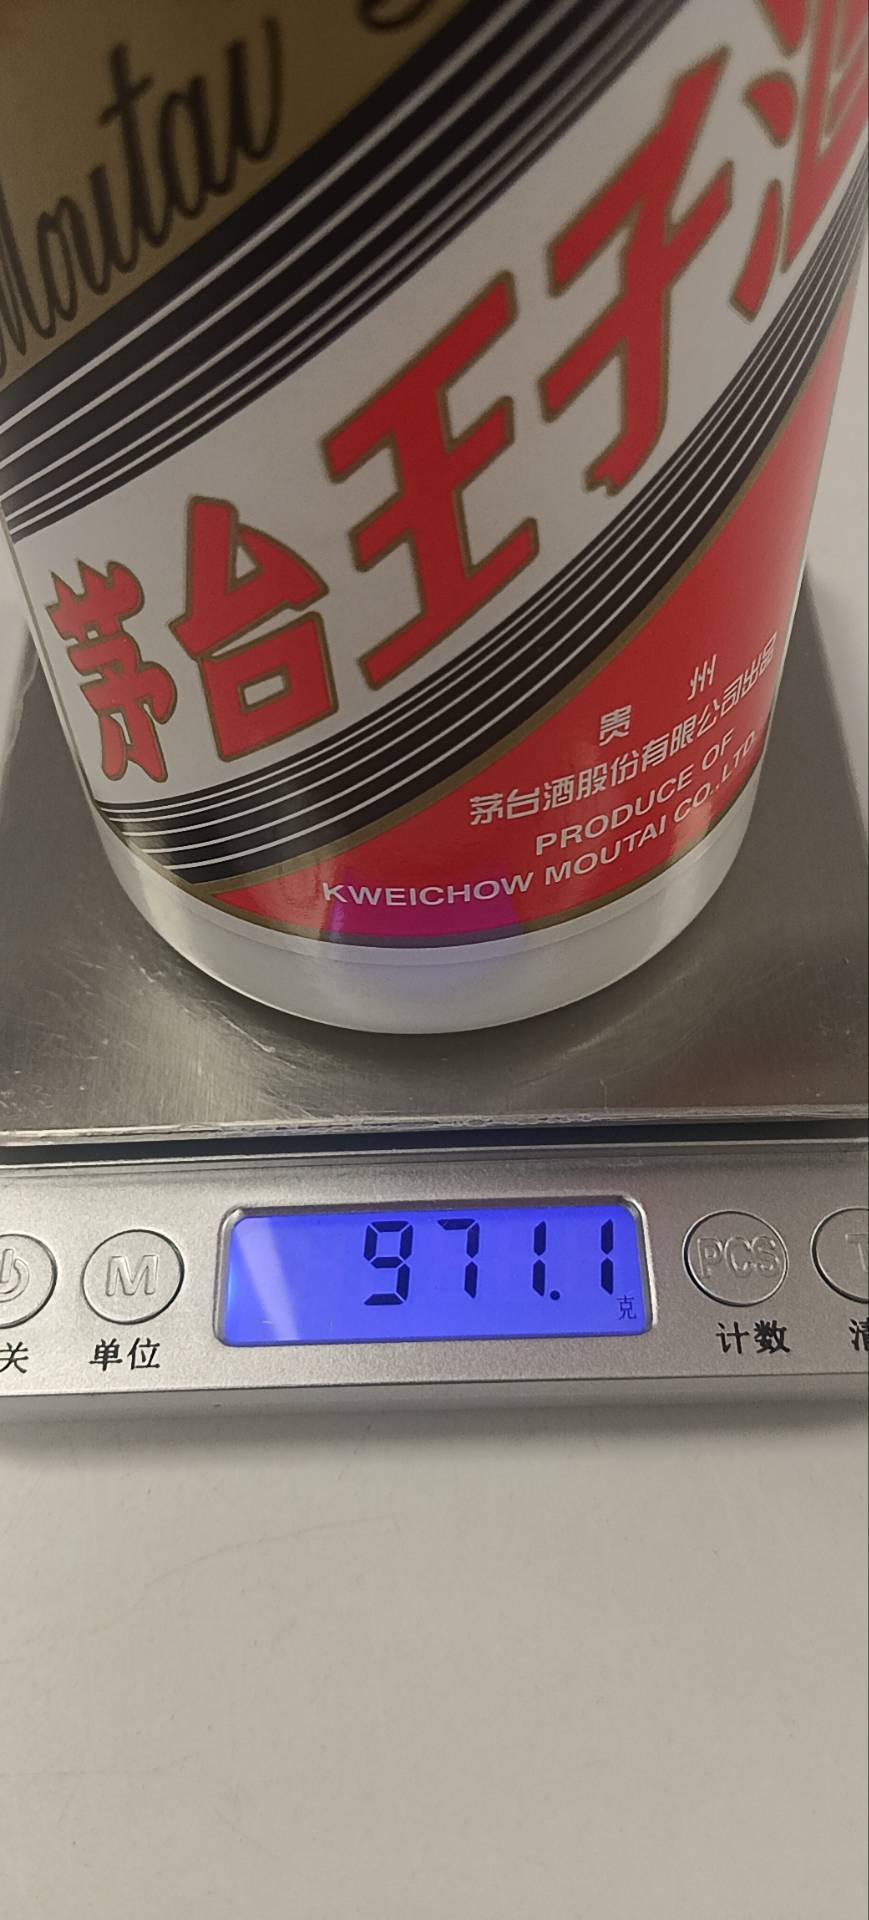 Moutai
茅台王子酒
贵州
茅台酒股份有限公司出品
PRODUCE OF
KWEICHOW MOUTAI CO.,LTD.
971.1
克
M
PCS
T
关
单位
计数
清